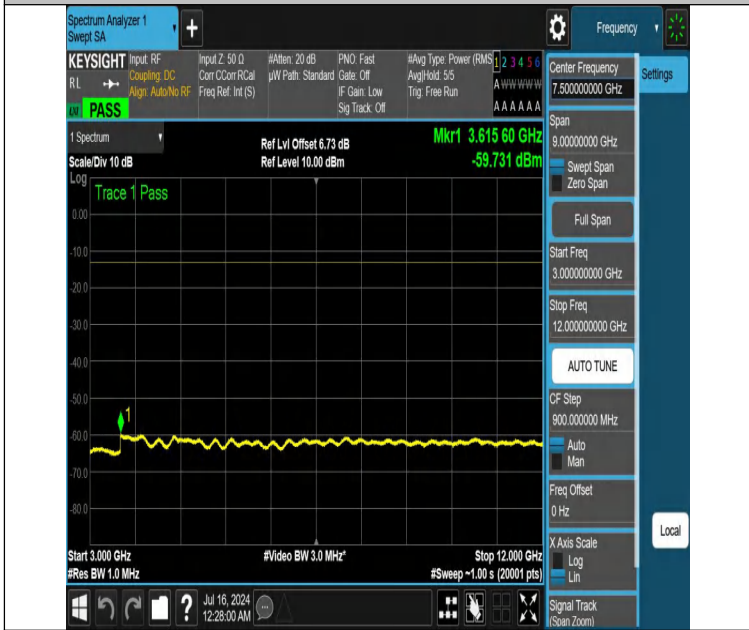 Spectrum Analyzer 1
Swept SA
Frequency
KEYSIGHT
RL
LXI
PASS
Input: RF
Coupling: DC
Align: Auto/No RF
Input Z: 50 Ω
Corr CCorr RCal
Freq Ref: Int (S)
#Atten: 20 dB
µW Path: Standard
PNO: Fast
Gate: Off
IF Gain: Low
Sig Track: Off
#Avg Type: Power (RMS
Avg|Hold: 5/5
Trig: Free Run
1 2 3 4 5 6
A W W W W W
A A A A A A
1 Spectrum
Scale/Div 10 dB
Ref Lvl Offset 6.73 dB
Ref Level 10.00 dBm
Mkr1 3.615 60 GHz
-59.731 dBm
Log
Trace 1 Pass
0.00
-10.0
-20.0
-30.0
-40.0
-50.0
-60.0
-70.0
-80.0
1
Start 3.000 GHz
#Res BW 1.0 MHz
#Video BW 3.0 MHz*
Stop 12.000 GHz
#Sweep ~1.00 s (20001 pts)
Center Frequency
7.500000000 GHz
Settings
Span
9.00000000 GHz
Swept Span
Zero Span
Full Span
Start Freq
3.000000000 GHz
Stop Freq
12.000000000 GHz
AUTO TUNE
CF Step
900.000000 MHz
Auto
Man
Freq Offset
0 Hz
X Axis Scale
Log
Lin
Local
Signal Track
(Span Zoom)
?
Jul 16, 2024
12:28:00 AM